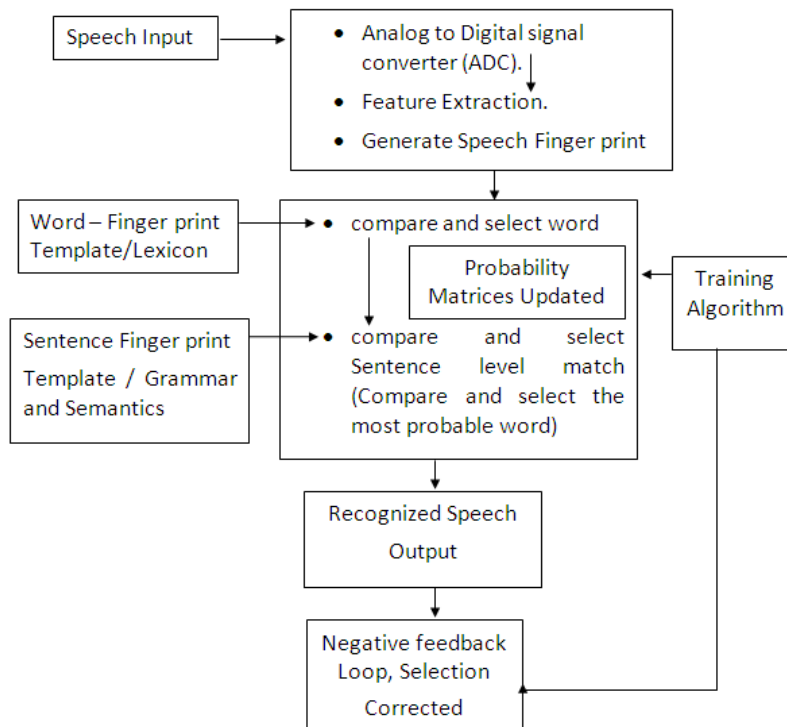 Speech Input
• Analog to Digital signal
converter (ADC).
• Feature Extraction.
• Generate Speech Finger print
Word – Finger print
Template/Lexicon
• compare and select word
Probability
Matrices Updated
Training
Algorithm
Sentence Finger print
Template / Grammar
and Semantics
• compare and select
Sentence level match
(Compare and select the
most probable word)
Recognized Speech
Output
Negative feedback
Loop, Selection
Corrected